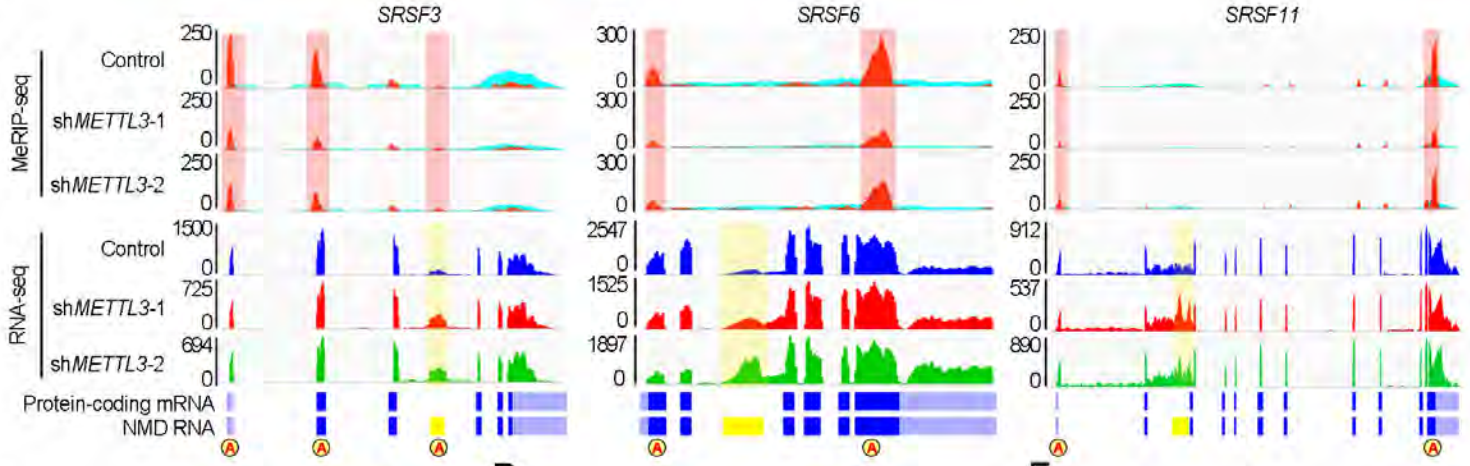 SRSF3 SRSF6 SRSF11
MeRIP-seq
Control 250 0 300 0 250 0
shMETTL3-1 250 0 300 0 250 0
shMETTL3-2 250 0 300 0 250 0
RNA-seq
Control 1500 0 2547 0 912 0
shMETTL3-1 725 0 1525 0 537 0
shMETTL3-2 694 0 1897 0 890 0
Protein-coding mRNA
NMD RNA
A A A A A A A